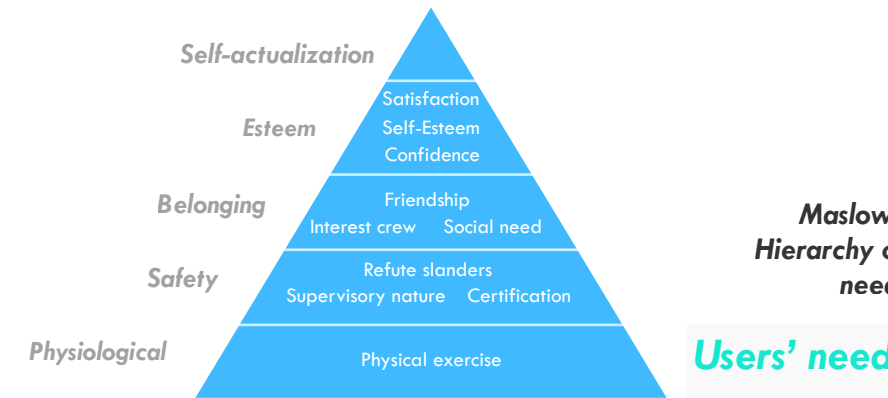 Self-actualization
Satisfaction
Esteem
Self-Esteem
Confidence
Belonging
Friendship
Interest crew Social need
Safety
Refute slanders
Supervisory nature Certification
Physiological
Physical exercise
Maslow
Hierarchy
need
Users' need